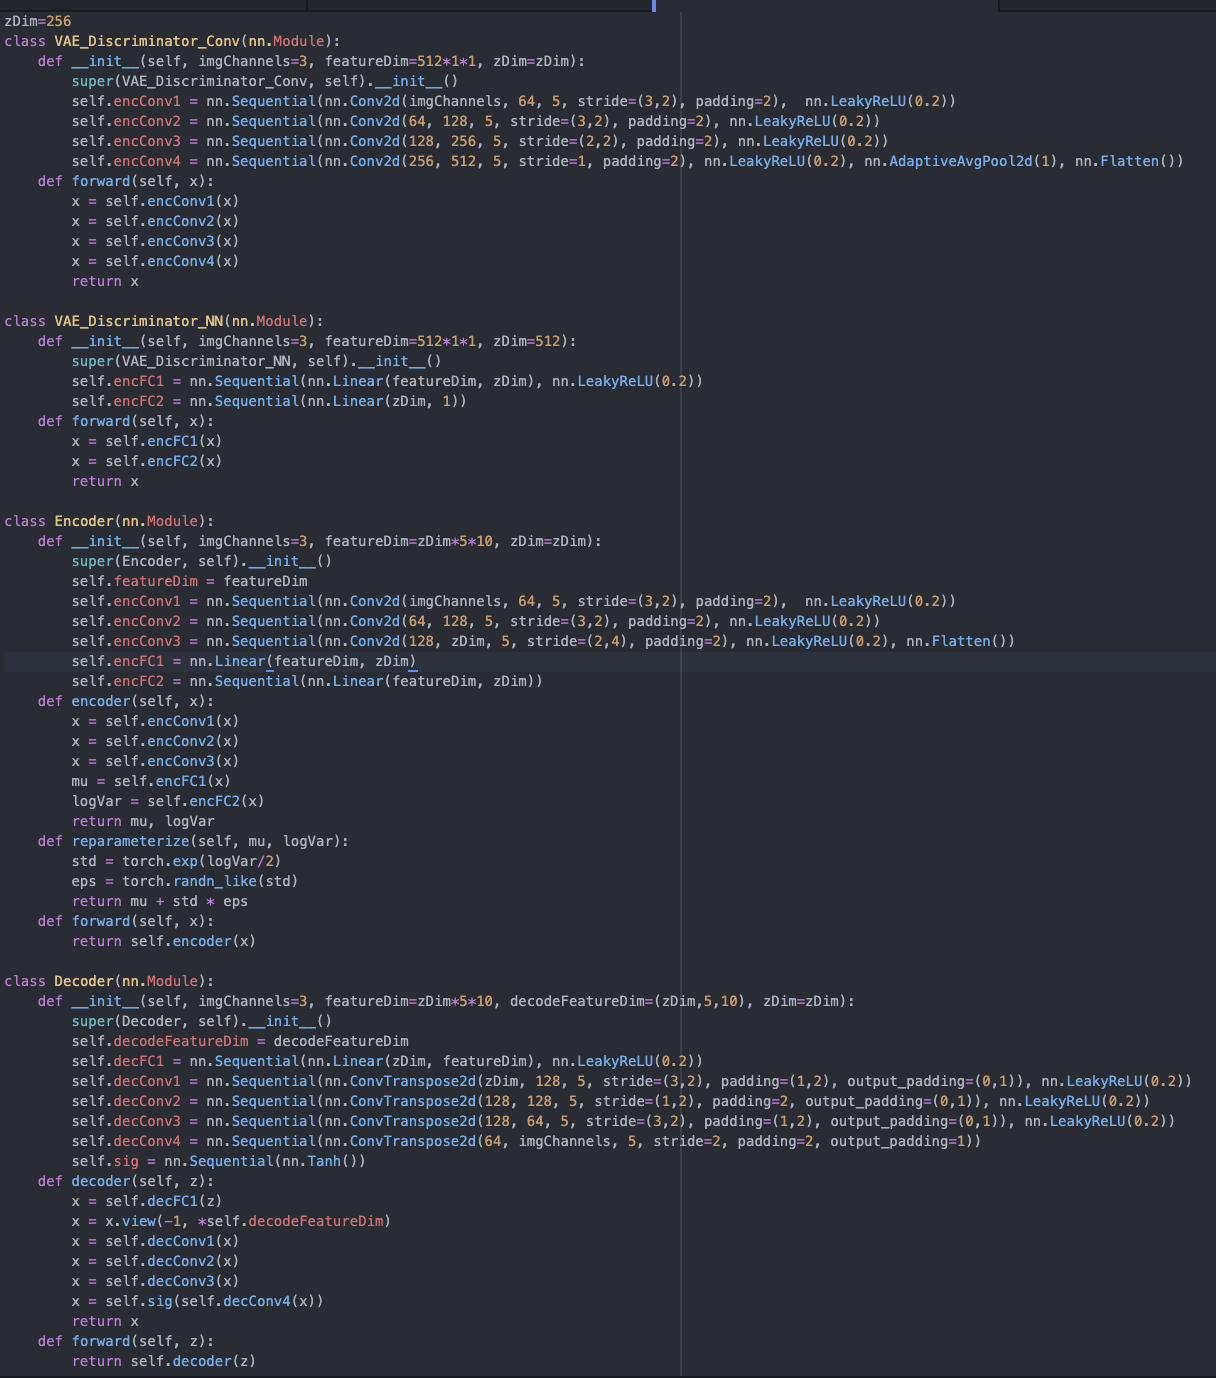 zDim=256
class VAE_Discriminator_Conv(nn.Module):
    def __init__(self, imgChannels=3, featureDim=512*1*1, zDim=zDim):
        super(VAE_Discriminator_Conv, self).__init__()
        self.encConv1 = nn.Sequential(nn.Conv2d(imgChannels, 64, 5, stride=(3,2), padding=2),  nn.LeakyReLU(0.2))
        self.encConv2 = nn.Sequential(nn.Conv2d(64, 128, 5, stride=(3,2), padding=2), nn.LeakyReLU(0.2))
        self.encConv3 = nn.Sequential(nn.Conv2d(128, 256, 5, stride=(2,2), padding=2), nn.LeakyReLU(0.2))
        self.encConv4 = nn.Sequential(nn.Conv2d(256, 512, 5, stride=1, padding=2), nn.LeakyReLU(0.2), nn.AdaptiveAvgPool2d(1), nn.Flatten())
    def forward(self, x):
        x = self.encConv1(x)
        x = self.encConv2(x)
        x = self.encConv3(x)
        x = self.encConv4(x)
        return x

class VAE_Discriminator_NN(nn.Module):
    def __init__(self, imgChannels=3, featureDim=512*1*1, zDim=512):
        super(VAE_Discriminator_NN, self).__init__()
        self.encFC1 = nn.Sequential(nn.Linear(featureDim, zDim), nn.LeakyReLU(0.2))
        self.encFC2 = nn.Sequential(nn.Linear(zDim, 1))
    def forward(self, x):
        x = self.encFC1(x)
        x = self.encFC2(x)
        return x

class Encoder(nn.Module):
    def __init__(self, imgChannels=3, featureDim=zDim*5*10, zDim=zDim):
        super(Encoder, self).__init__()
        self.featureDim = featureDim
        self.encConv1 = nn.Sequential(nn.Conv2d(imgChannels, 64, 5, stride=(3,2), padding=2),  nn.LeakyReLU(0.2))
        self.encConv2 = nn.Sequential(nn.Conv2d(64, 128, 5, stride=(3,2), padding=2), nn.LeakyReLU(0.2))
        self.encConv3 = nn.Sequential(nn.Conv2d(128, zDim, 5, stride=(2,4), padding=2), nn.LeakyReLU(0.2), nn.Flatten())
        self.encFC1 = nn.Linear(featureDim, zDim)
        self.encFC2 = nn.Sequential(nn.Linear(featureDim, zDim))
    def encoder(self, x):
        x = self.encConv1(x)
        x = self.encConv2(x)
        x = self.encConv3(x)
        mu = self.encFC1(x)
        logVar = self.encFC2(x)
        return mu, logVar
    def reparameterize(self, mu, logVar):
        std = torch.exp(logVar/2)
        eps = torch.randn_like(std)
        return mu + std * eps
    def forward(self, x):
        return self.encoder(x)

class Decoder(nn.Module):
    def __init__(self, imgChannels=3, featureDim=zDim*5*10, decodeFeatureDim=(zDim,5,10), zDim=zDim):
        super(Decoder, self).__init__()
        self.decodeFeatureDim = decodeFeatureDim
        self.decFC1 = nn.Sequential(nn.Linear(zDim, featureDim), nn.LeakyReLU(0.2))
        self.decConv1 = nn.Sequential(nn.ConvTranspose2d(zDim, 128, 5, stride=(3,2), padding=(1,2), output_padding=(0,1)), nn.LeakyReLU(0.2))
        self.decConv2 = nn.Sequential(nn.ConvTranspose2d(128, 128, 5, stride=(1,2), padding=2, output_padding=(0,1)), nn.LeakyReLU(0.2))
        self.decConv3 = nn.Sequential(nn.ConvTranspose2d(128, 64, 5, stride=(3,2), padding=(1,2), output_padding=(0,1)), nn.LeakyReLU(0.2))
        self.decConv4 = nn.Sequential(nn.ConvTranspose2d(64, imgChannels, 5, stride=2, padding=2, output_padding=1))
        self.sig = nn.Sequential(nn.Tanh())
    def decoder(self, z):
        x = self.decFC1(z)
        x = x.view(-1, *self.decodeFeatureDim)
        x = self.decConv1(x)
        x = self.decConv2(x)
        x = self.decConv3(x)
        x = self.sig(self.decConv4(x))
        return x
    def forward(self, z):
        return self.decoder(z)